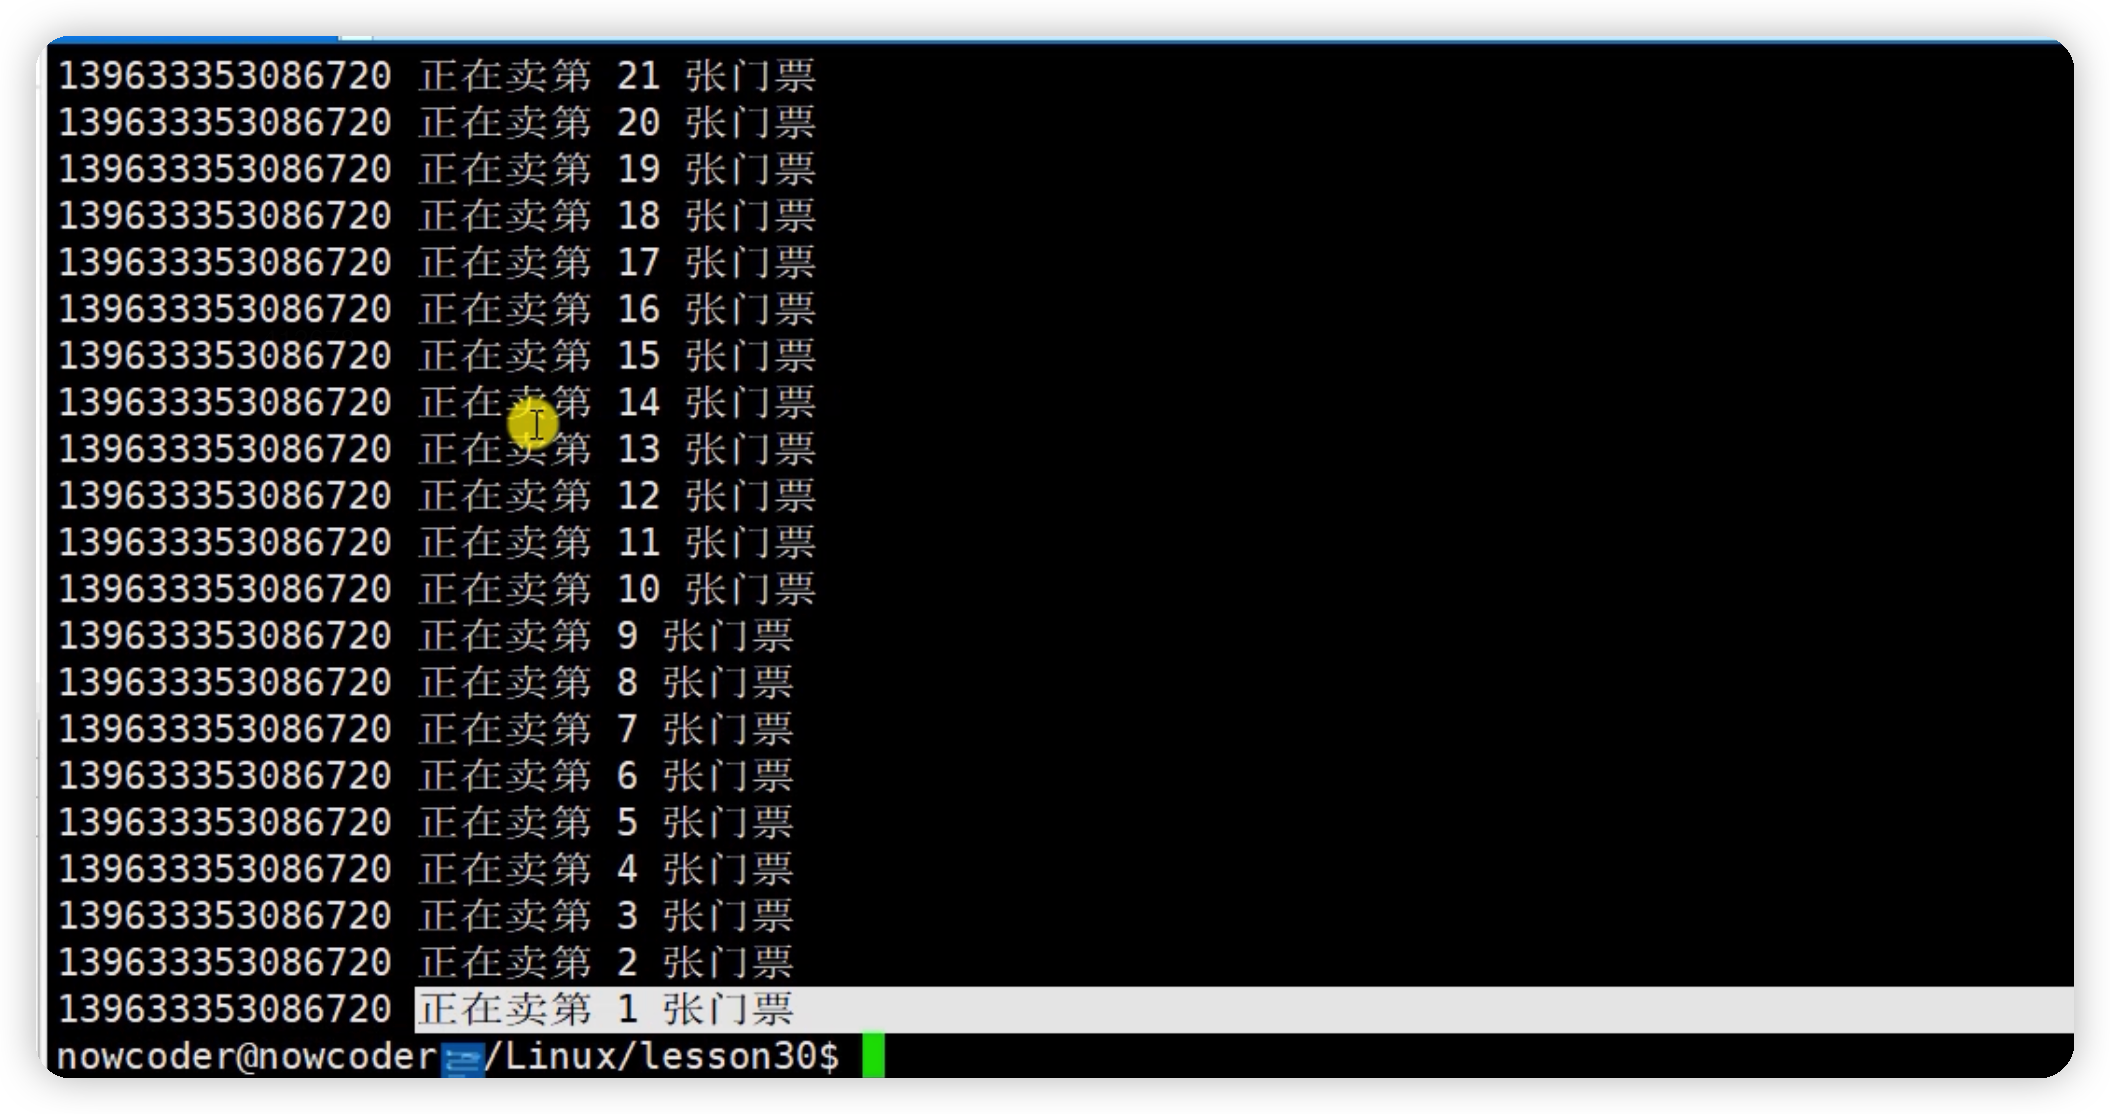 139633353086720 正在卖第 21 张门票
139633353086720 正在卖第 20 张门票
139633353086720 正在卖第 19 张门票
139633353086720 正在卖第 18 张门票
139633353086720 正在卖第 17 张门票
139633353086720 正在卖第 16 张门票
139633353086720 正在卖第 15 张门票
139633353086720 正在卖第 14 张门票
139633353086720 正在卖第 13 张门票
139633353086720 正在卖第 12 张门票
139633353086720 正在卖第 11 张门票
139633353086720 正在卖第 10 张门票
139633353086720 正在卖第 9 张门票
139633353086720 正在卖第 8 张门票
139633353086720 正在卖第 7 张门票
139633353086720 正在卖第 6 张门票
139633353086720 正在卖第 5 张门票
139633353086720 正在卖第 4 张门票
139633353086720 正在卖第 3 张门票
139633353086720 正在卖第 2 张门票
139633353086720 正在卖第 1 张门票
nowcoder@nowcoder /Linux/lesson30$